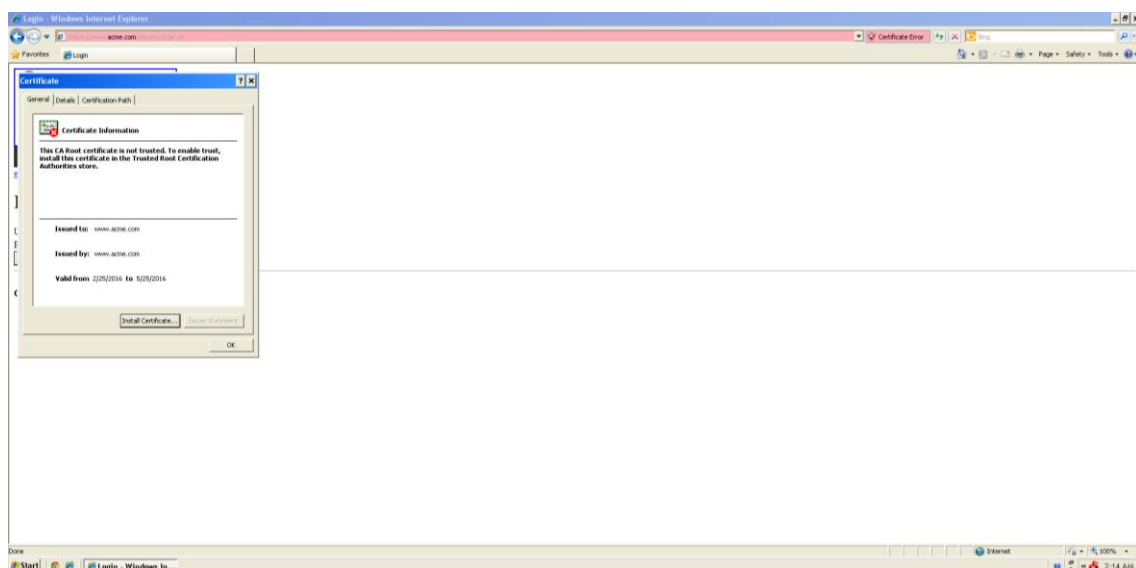 Login - Windows Internet Explorer
acme.com
Certificate Error
Bing
Favorites
Login
Page
Safety
Tools
Certificate
General
Details
Certification Path
Certificate Information
This CA Root certificate is not trusted. To enable trust,
install this certificate in the Trusted Root Certification
Authorities store.
Issued to: www.acme.com
Issued by: www.acme.com
Valid from 2/25/2016 to 5/25/2016
Install Certificate...
Issuer Statement
OK
Done
Internet
100%
Start
Login - Windows In...
2:14 AM